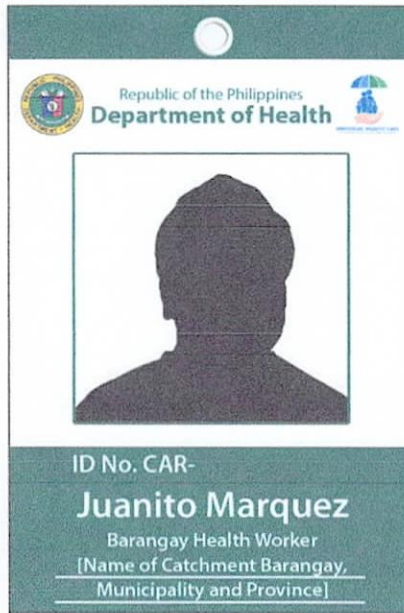 Republic of the Philippines
Department of Health
ID No. CAR-
Juanito Marquez
Barangay Health Worker
[Name of Catchment Barangay,
Municipality and Province]